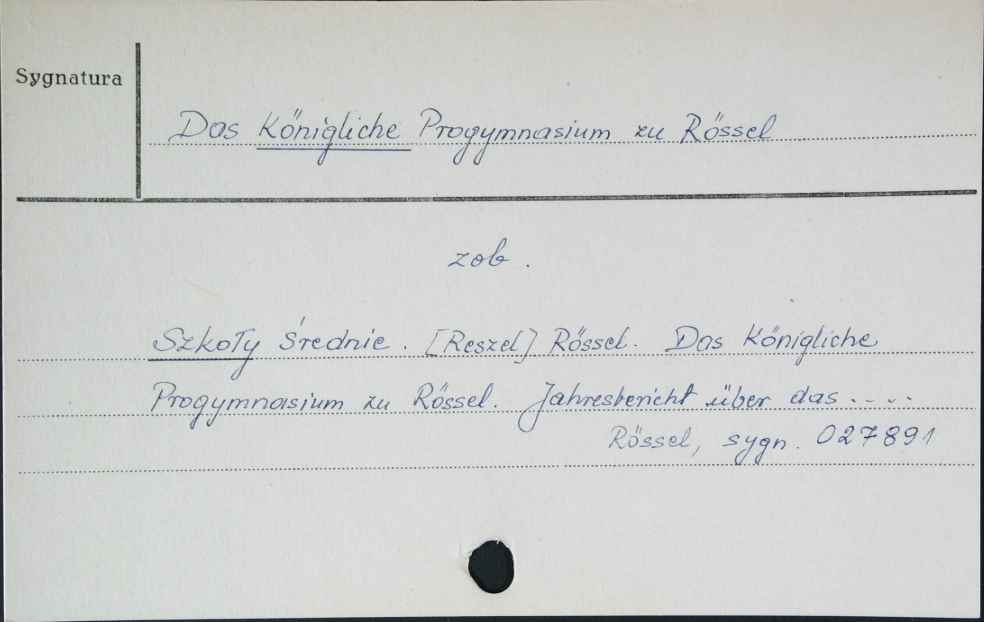 Sygnatura
Das Königliche Progymnasium zu Rössel
zob.
Szkoły średnie. [Reszel] Rössel. Das Königliche
Progymnasium zu Rössel. Jahresbericht über das ....
Rössel, sygn. 027891